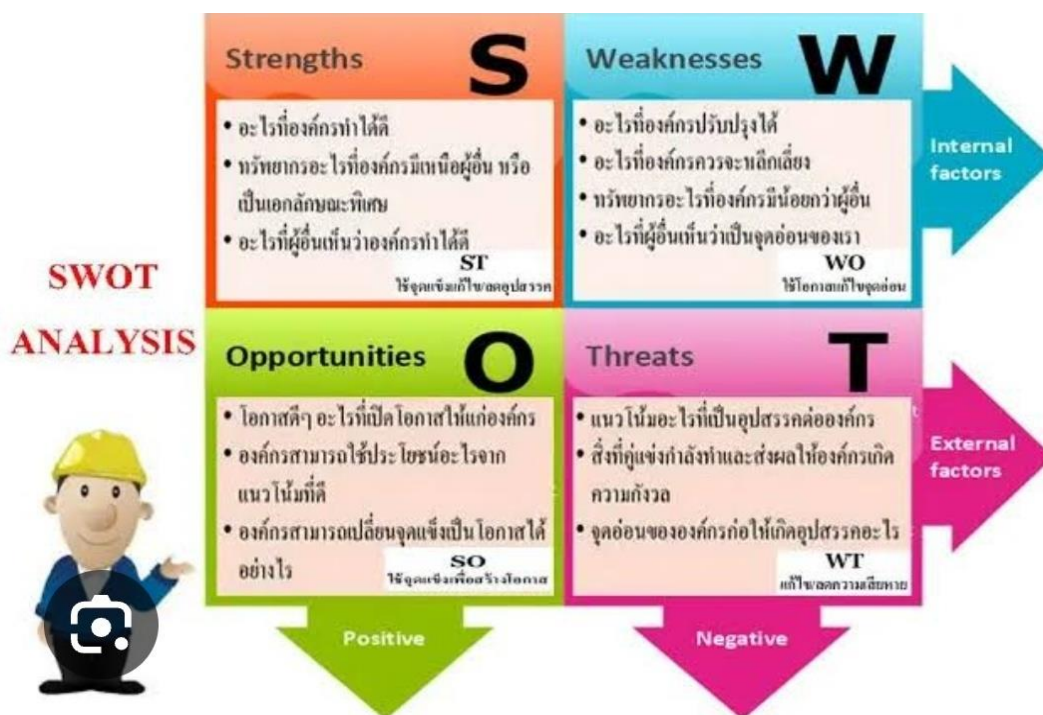 Strengths
S
• อะไรที่องค์กรทำได้ดี
• ทรัพยากรอะไรที่องค์กรมีเหนือผู้อื่น หรือ
เป็นเอกลักษณะพิเศษ
• อะไรที่ผู้อื่นเห็นว่าองค์กรทำได้ดี
ST
ใช้จุดแข็งแก้ไข/ลดอุปสรรค
Weaknesses
W
• อะไรที่องค์กรปรับปรุงได้
• อะไรที่องค์กรควรจะหลีกเลี่ยง
• ทรัพยากรอะไรที่องค์กรมีน้อยกว่าผู้อื่น
• อะไรที่ผู้อื่นเห็นว่าเป็นจุดอ่อนของเรา
WO
ใช้โอกาสแก้ไขจุดอ่อน
Internal
factors
SWOT
ANALYSIS
Opportunities
O
• โอกาสดีๆ อะไรที่เปิดโอกาสให้แก่องค์กร
• องค์กรสามารถใช้ประโยชน์อะไรจาก
แนวโน้มที่ดี
• องค์กรสามารถเปลี่ยนจุดแข็งเป็นโอกาสได้
อย่างไร
SO
ใช้จุดแข็งเพื่อสร้างโอกาส
Threats
T
• แนวโน้มอะไรที่เป็นอุปสรรคต่อองค์กร
• สิ่งที่คู่แข่งกำลังทำและส่งผลให้องค์กรเกิด
ความกังวล
• จุดอ่อนขององค์กรก่อให้เกิดอุปสรรคอะไร
WT
แก้ไข/ลดความเสียหาย
External
factors
Positive
Negative